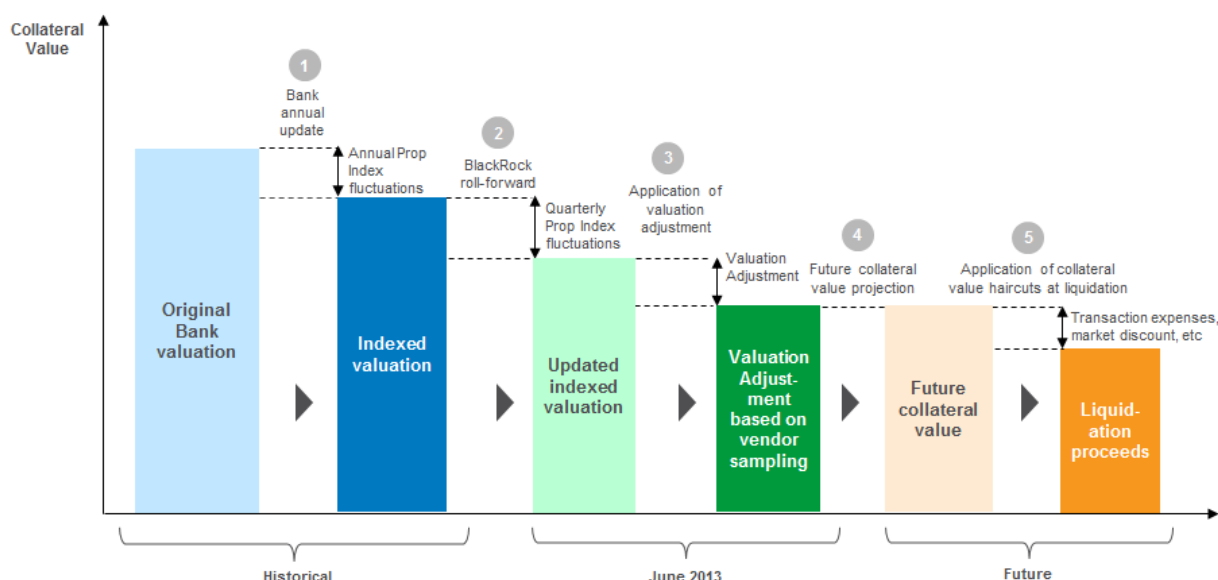 Collateral
Value
1
Bank
annual
update
Annual Prop
Index
fluctuations
2
BlackRock
roll-forward
Quarterly
Prop Index
fluctuations
3
Application of
valuation
adjustment
Valuation
Adjustment
4
Future collateral
value projection
5
Application of collateral
value haircuts at liquidation
Transaction expenses,
market discount, etc
Original
Bank
valuation
Indexed
valuation
Updated
indexed
valuation
Valuation
Adjust-
ment
based on
vendor
sampling
Future
collateral
value
Liquid-
ation
proceeds
Historical
June 2013
Future